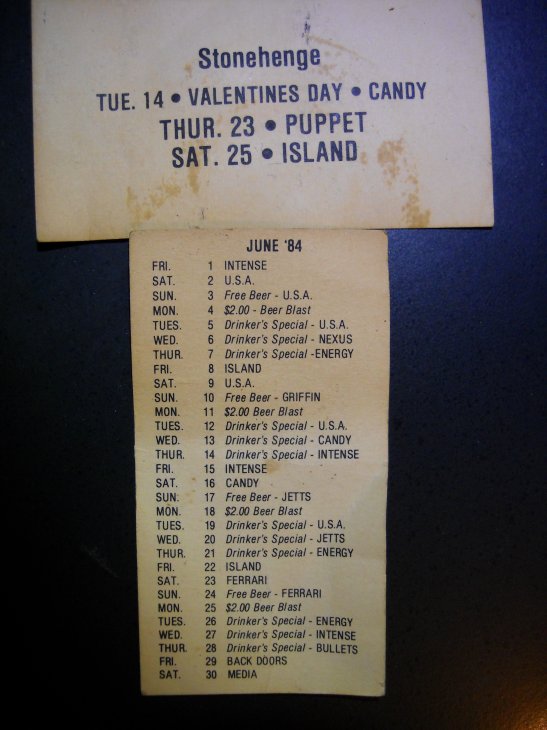 Stonehenge
TUE. 14 • VALENTINES DAY • CANDY
THUR. 23 • PUPPET
SAT. 25 • ISLAND
JUNE '84
FRI. 1 INTENSE
SAT. 2 U.S.A.
SUN. 3 Free Beer - U.S.A.
MON. 4 $2.00 - Beer Blast
TUES. 5 Drinker's Special - U.S.A.
WED. 6 Drinker's Special - NEXUS
THUR. 7 Drinker's Special -ENERGY
FRI. 8 ISLAND
SAT. 9 U.S.A.
SUN. 10 Free Beer - GRIFFIN
MON. 11 $2.00 Beer Blast
TUES. 12 Drinker's Special - U.S.A.
WED. 13 Drinker's Special - CANDY
THUR. 14 Drinker's Special - INTENSE
FRI. 15 INTENSE
SAT. 16 CANDY
SUN. 17 Free Beer - JETTS
MON. 18 $2.00 Beer Blast
TUES. 19 Drinker's Special - U.S.A.
WED. 20 Drinker's Special - JETTS
THUR. 21 Drinker's Special - ENERGY
FRI. 22 ISLAND
SAT. 23 FERRARI
SUN. 24 Free Beer - FERRARI
MON. 25 $2.00 Beer Blast
TUES. 26 Drinker's Special - ENERGY
WED. 27 Drinker's Special - INTENSE
THUR. 28 Drinker's Special - BULLETS
FRI. 29 BACK DOORS
SAT. 30 MEDIA